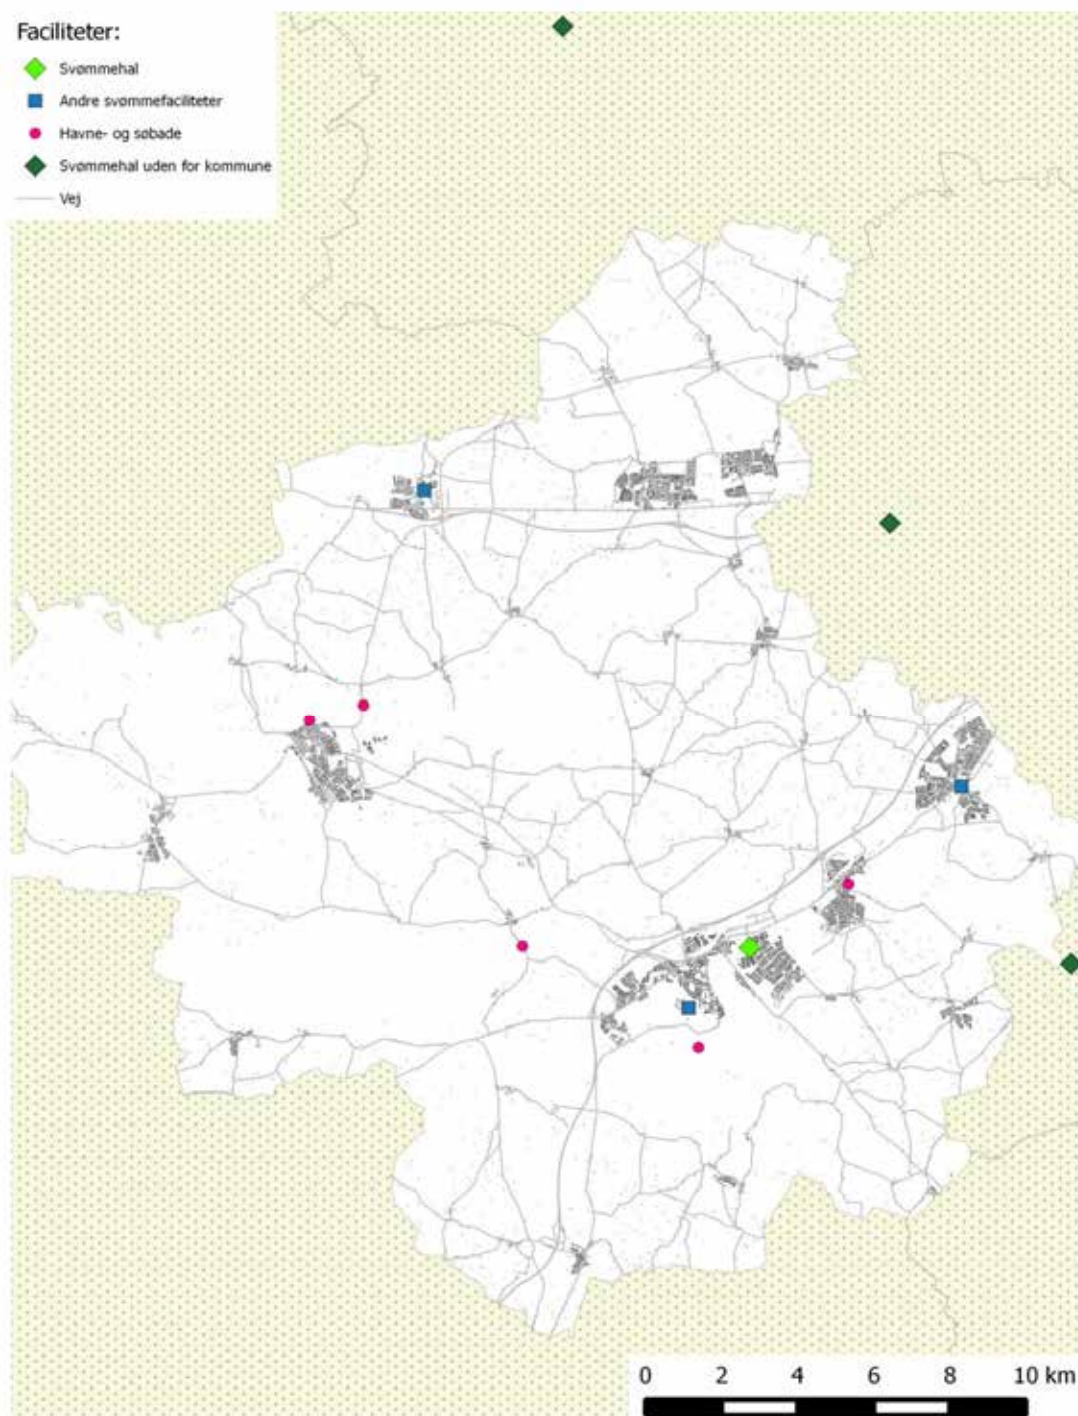 Faciliteter:
Svømmehal
Andre svømmefaciliteter
Havne- og søbade
Svømmehal uden for kommune
Vej
0 2 4 6 8 10 km